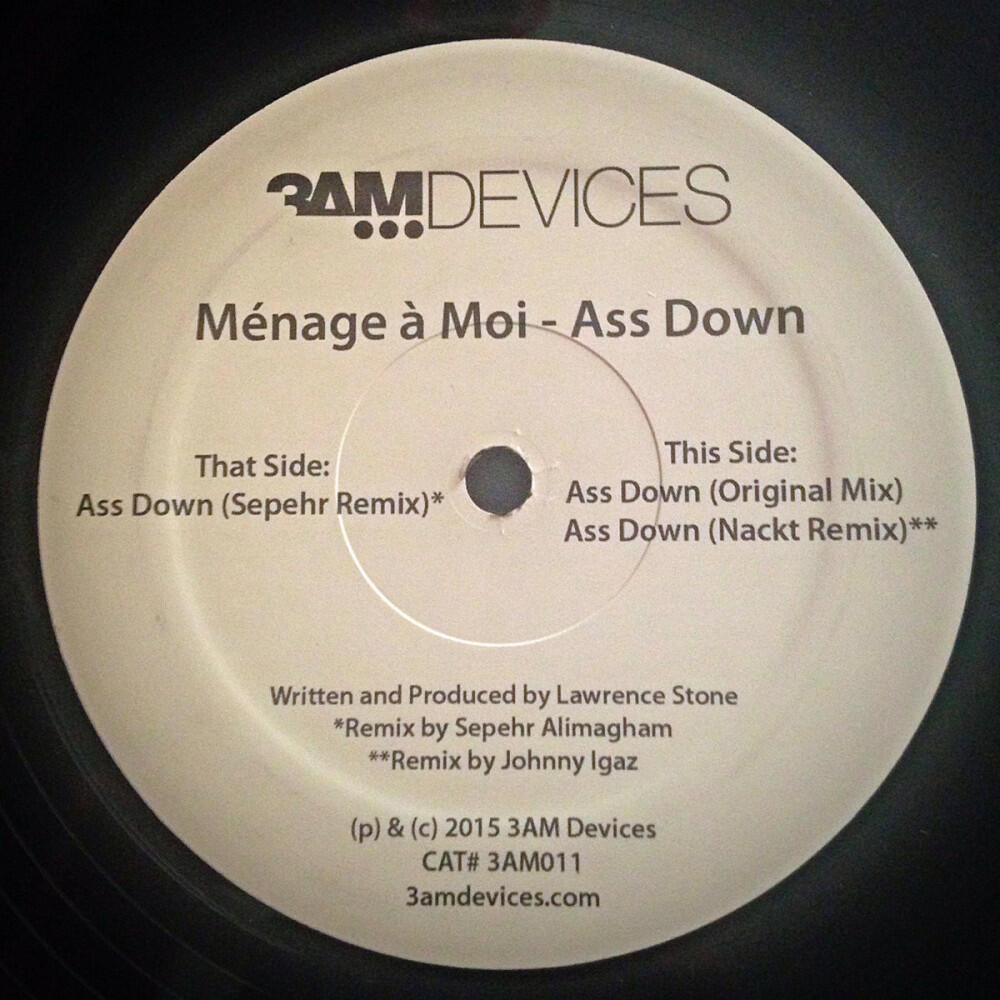 3AM DEVICES
Ménage à Moi - Ass Down
That Side:
Ass Down (Sepehr Remix)*
This Side:
Ass Down (Original Mix)
Ass Down (Nackt Remix)**
Written and Produced by Lawrence Stone
*Remix by Sepehr Alimagham
**Remix by Johnny Igaz
(p) & (c) 2015 3AM Devices
CAT# 3AM011
3amdevices.com